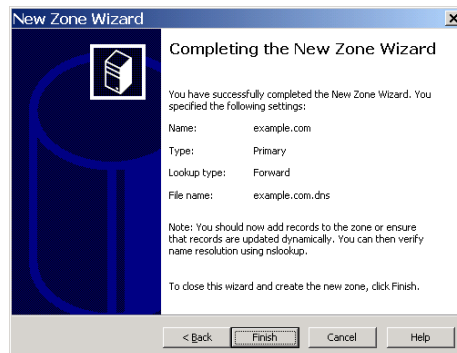 New Zone Wizard
Completing the New Zone Wizard
You have successfully completed the New Zone Wizard. You
specified the following settings:
Name: example.com
Type: Primary
Lookup type: Forward
File name: example.com.dns
Note: You should now add records to the zone or ensure
that records are updated dynamically. You can then verify
name resolution using nslookup.
To close this wizard and create the new zone, click Finish.
< Back Finish Cancel Help